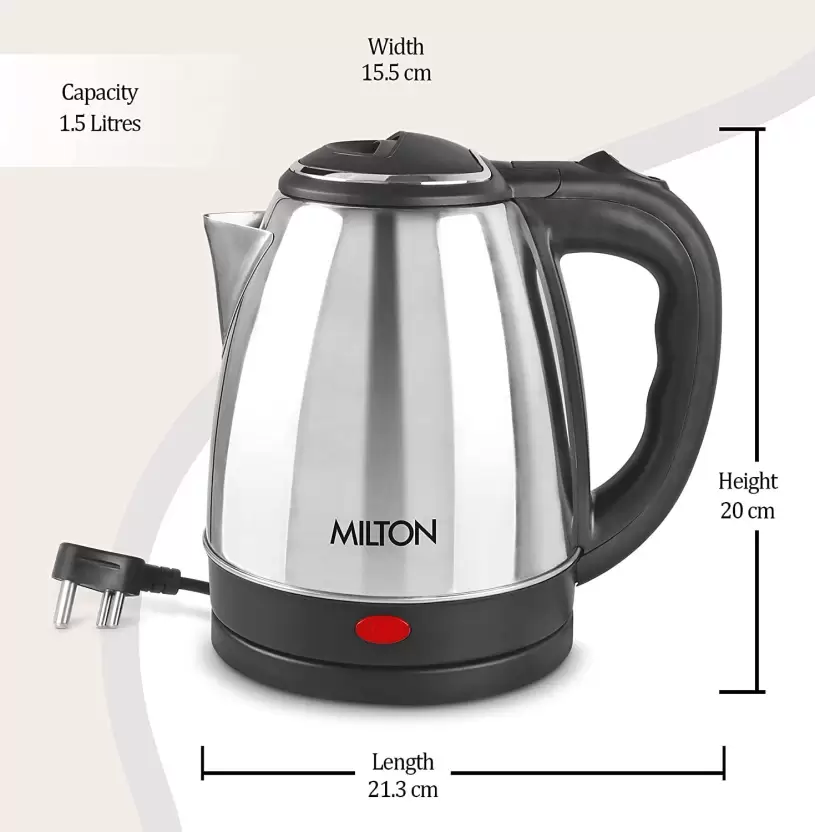 Width
15.5 cm
Capacity
1.5 Litres
Height
20 cm
MILTON
Length
21.3 cm